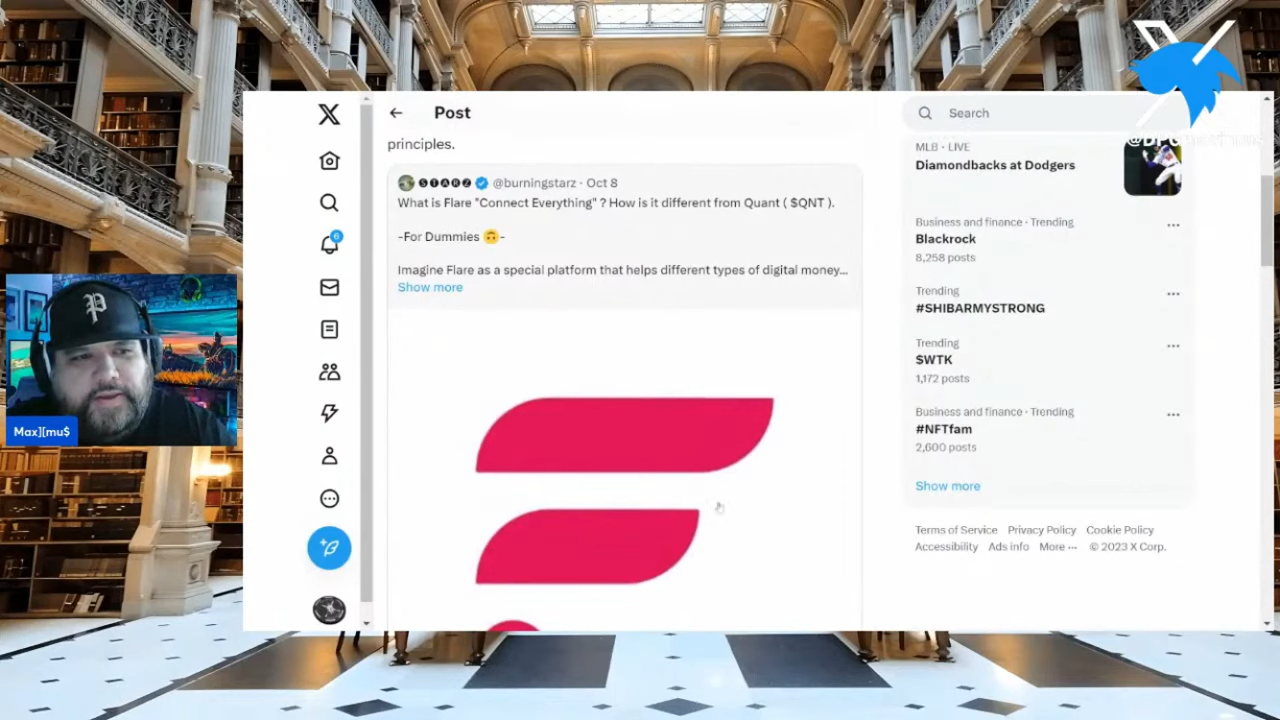 Post
Search
principles.
🅢🅣🅐🅡🅩 @burningstarz · Oct 8
What is Flare "Connect Everything" ? How is it different from Quant ( $QNT ).
-For Dummies 🙃-
Imagine Flare as a special platform that helps different types of digital money...
Show more
MLB · LIVE
Diamondbacks at Dodgers
Business and finance · Trending
Blackrock
8,258 posts
Trending
#SHIBARMYSTRONG
Trending
$WTK
1,172 posts
Business and finance · Trending
#NFTfam
2,600 posts
Show more
Terms of Service Privacy Policy Cookie Policy
Accessibility Ads info More ··· © 2023 X Corp.
6
P
Max][mu$